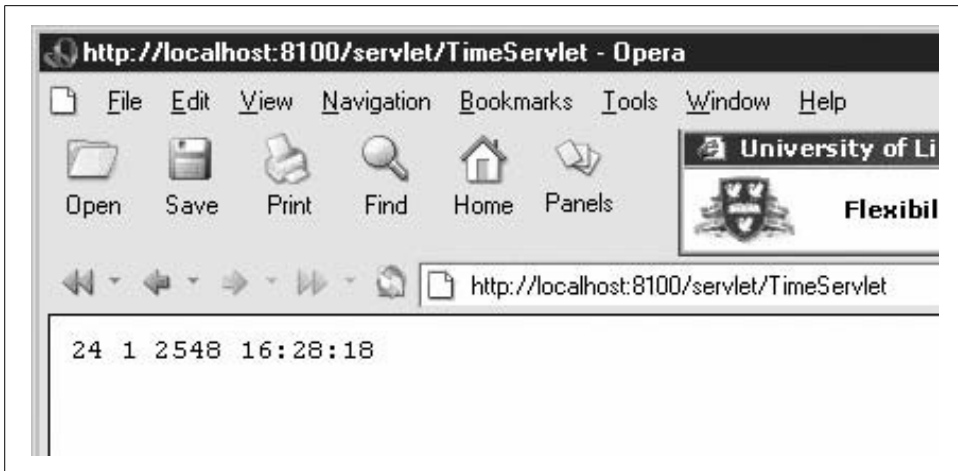 http://localhost:8100/servlet/TimeServlet - Opera
File Edit View Navigation Bookmarks Tools Window Help
Open Save Print Find Home Panels
University of Li
Flexibil
http://localhost:8100/servlet/TimeServlet
24 1 2548 16:28:18